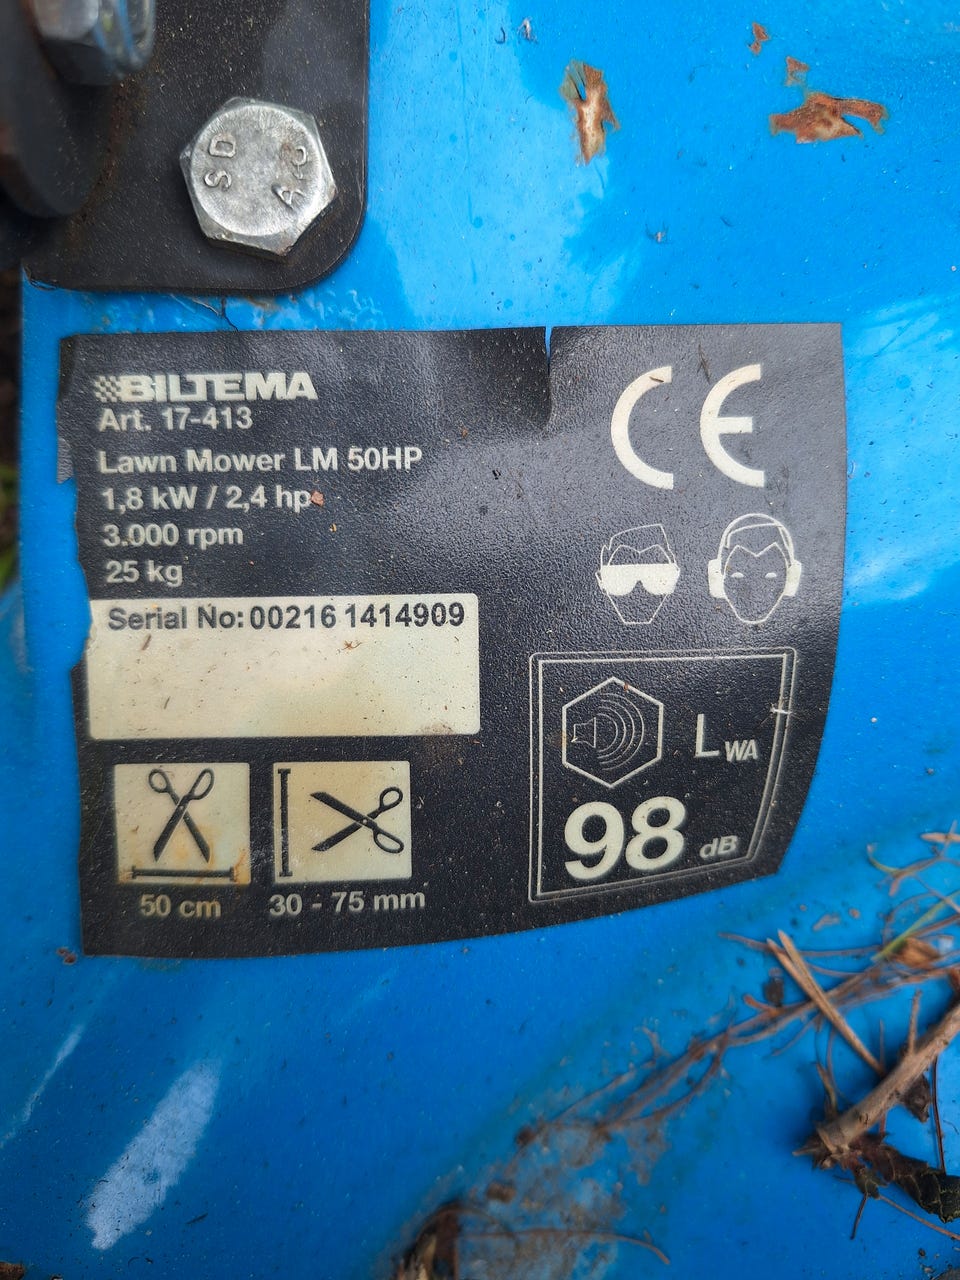 SD
A
BILTEMA
Art. 17-413
Lawn Mower LM 50HP
1,8 kW / 2,4 hp
3.000 rpm
25 kg
Serial No: 00216 1414909
50 cm
30 - 75 mm
CE
LWA
98 dB